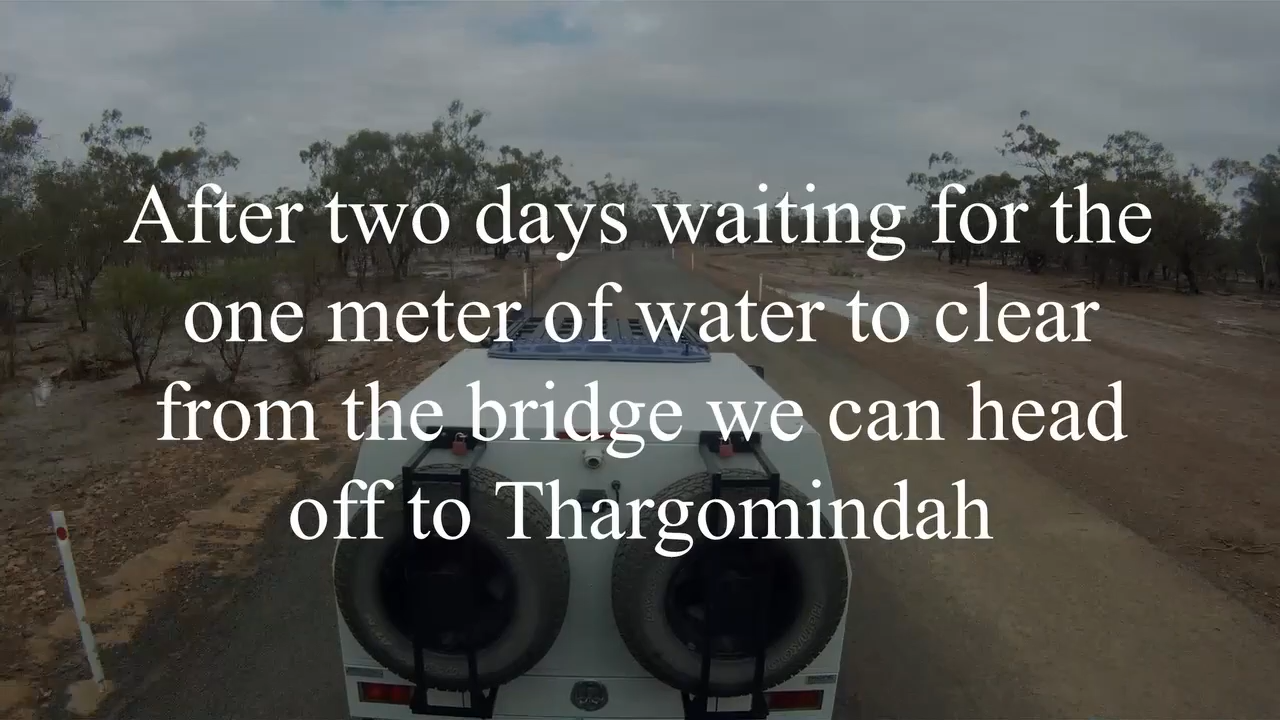 After two days waiting for the
one meter of water to clear
from the bridge we can head
off to Thargomindah